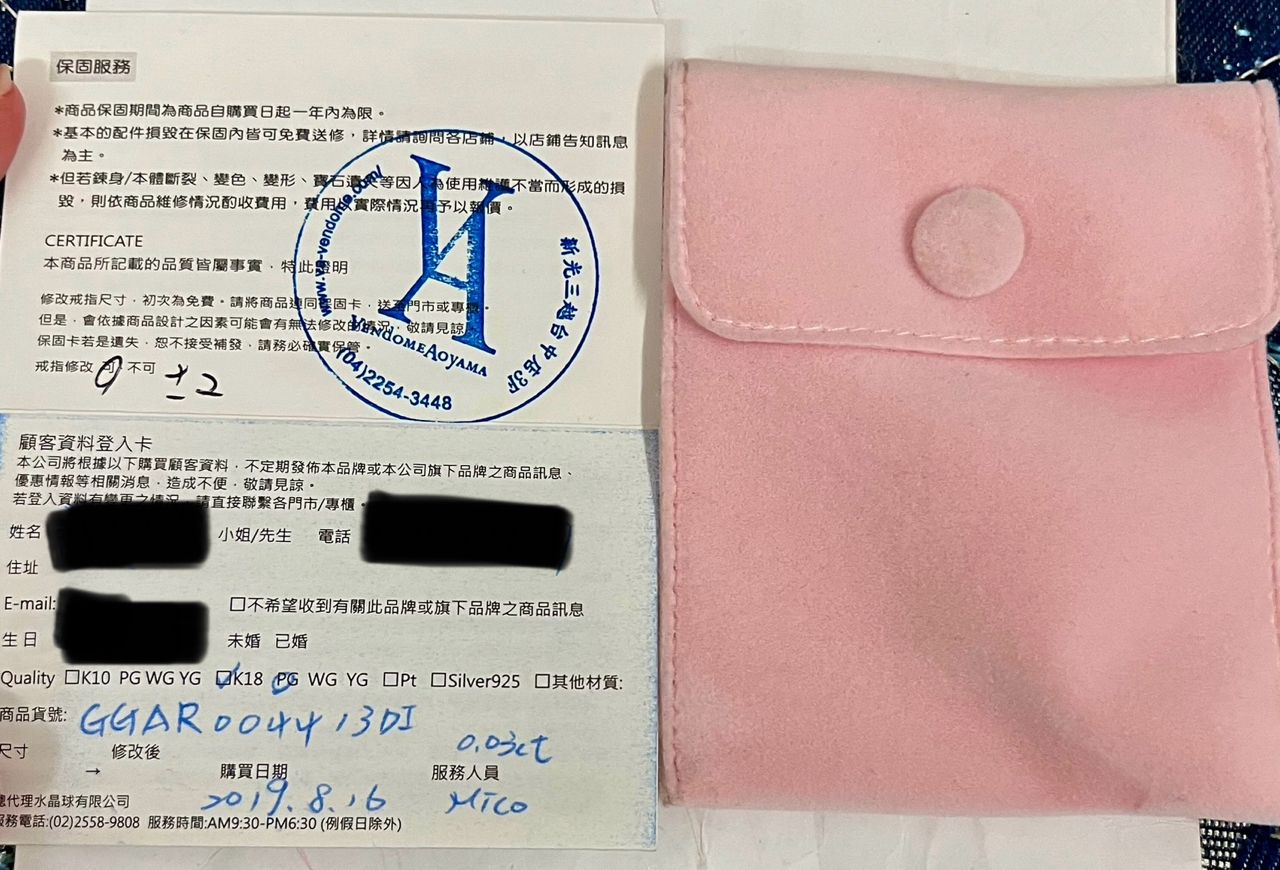 保固服務
*商品保固期間為商品自購買日起一年內為限。
*基本的配件損毀在保固內皆可免費送修，詳情請詢問各店鋪，以店鋪告知訊息
為主。
*但若鍊身/本體斷裂、變色、變形、寶石遺失等因人為使用維護不當而形成的損
毀，則依商品維修情況酌收費用，費用以實際情況再予以報價。
CERTIFICATE
本商品所記載的品質皆屬事實，特此證明
修改戒指尺寸，初次為免費。請將商品連同保固卡，送至門市或專櫃。
但是，會依據商品設計之因素可能會有無法修改的情況，敬請見諒。
保固卡若是遺失，恕不接受補發，請務必確實保管。
戒指修改 可 不可 ±2
www.va-vendome.com/
VA
VENDOME AOYAMA
新光三越台中店3F
(04)2254-3448
顧客資料登入卡
本公司將根據以下購買顧客資料，不定期發佈本品牌或本公司旗下品牌之商品訊息、
優惠情報等相關消息，造成不便，敬請見諒。
若登入資料有變更之情況，請直接聯繫各門市/專櫃。
姓名 小姐/先生 電話
住址
E-mail: □不希望收到有關此品牌或旗下品牌之商品訊息
生日 未婚 已婚
Quality □K10 PG WG YG ☑K18 PG WG YG □Pt □Silver925 □其他材質:
商品貨號: GGAR004413DI
0.03ct
尺寸 → 修改後
購買日期 服務人員
2019.8.16 Mico
總代理水晶球有限公司
服務電話:(02)2558-9808 服務時間:AM9:30-PM6:30 (例假日除外)